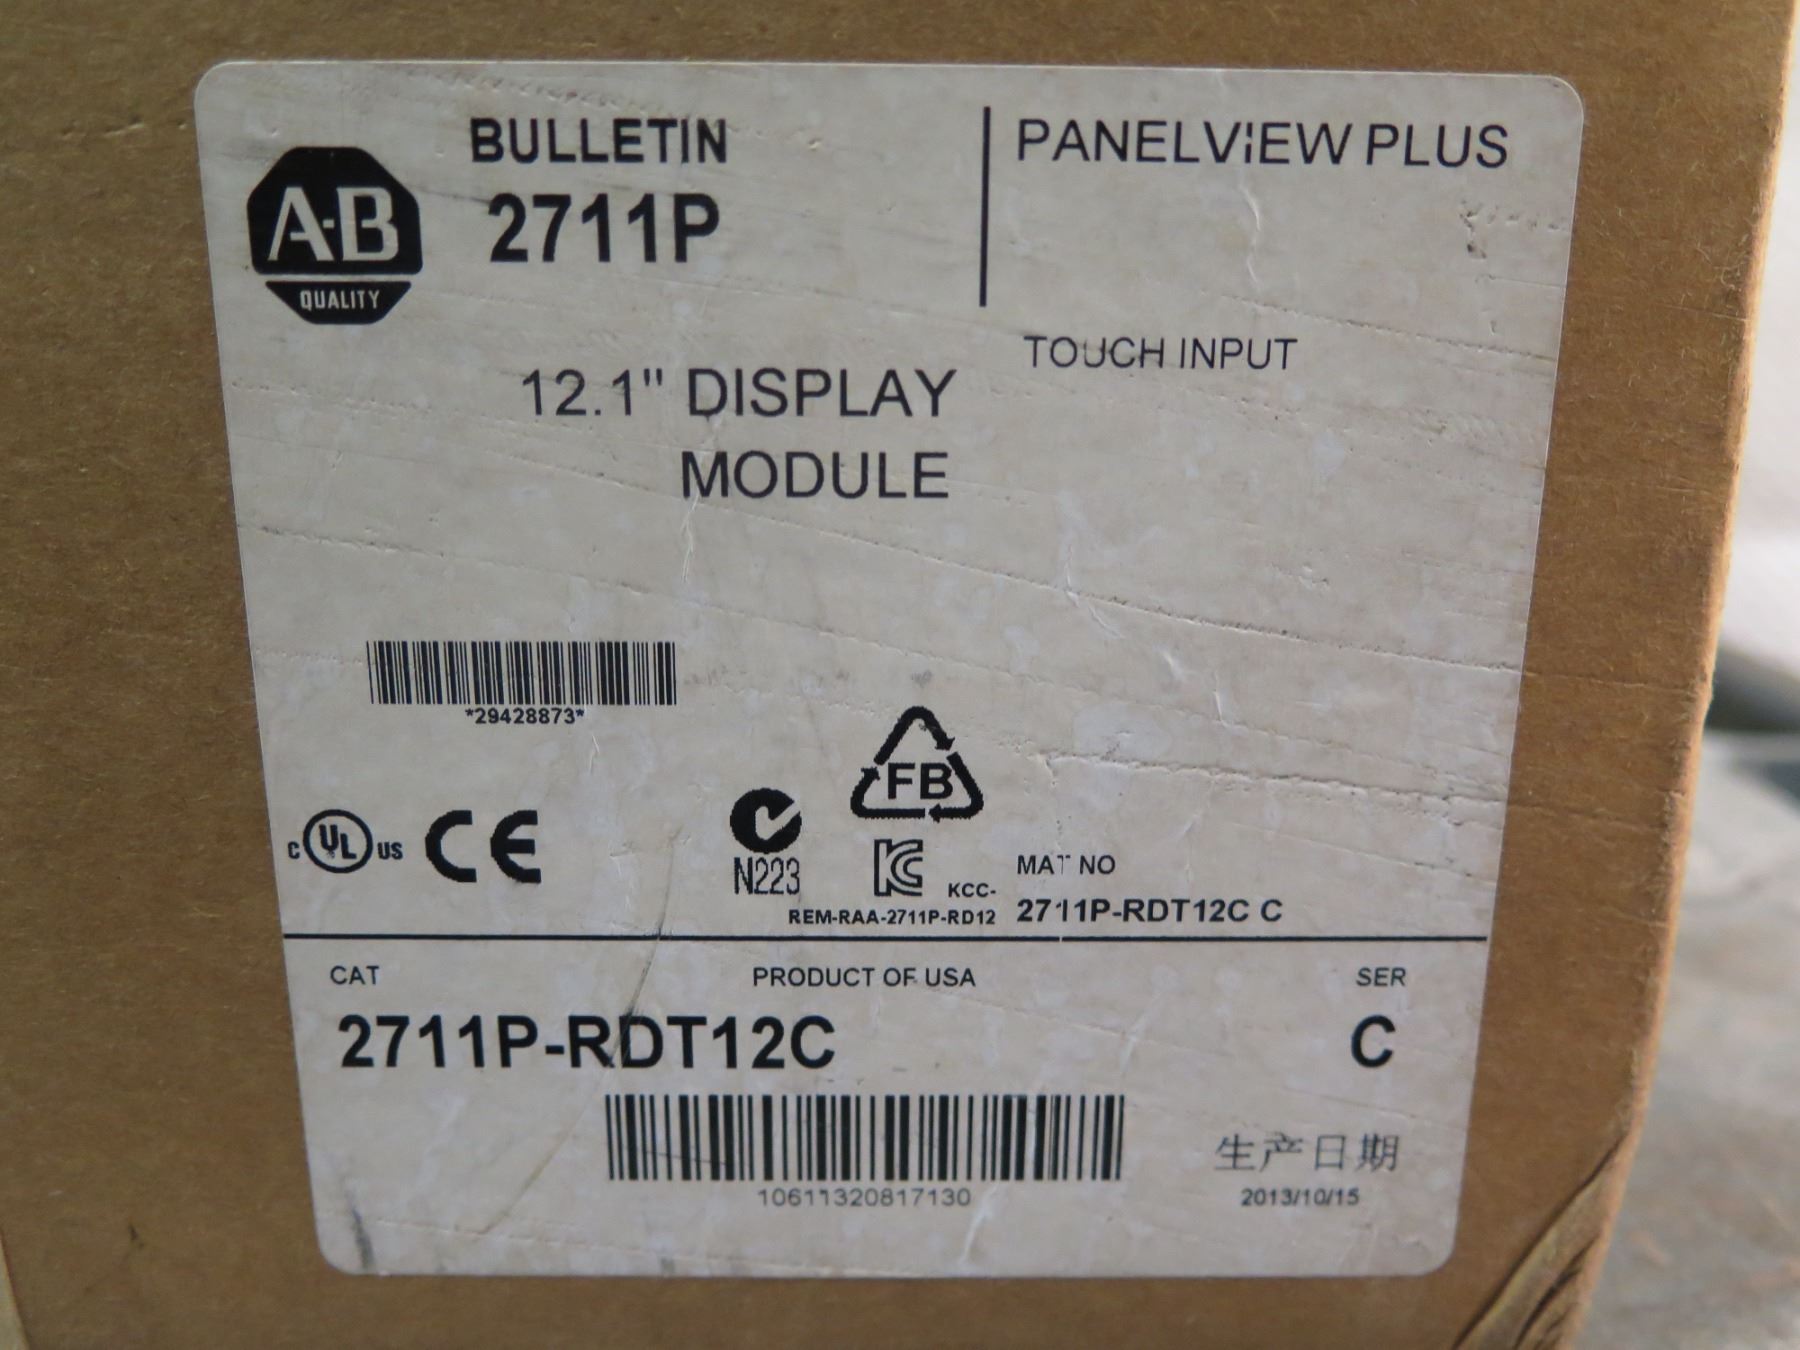 BULLETIN
2711P
PANELVIEW PLUS
A-B
QUALITY
TOUCH INPUT
12.1" DISPLAY
MODULE
*29428873*
FB
C UL US CE
N223
KCC-
REM-RAA-2711P-RD12
MAT NO
2711P-RDT12C C
CAT
PRODUCT OF USA
SER
2711P-RDT12C
C
10611320817130
生产日期
2013/10/15